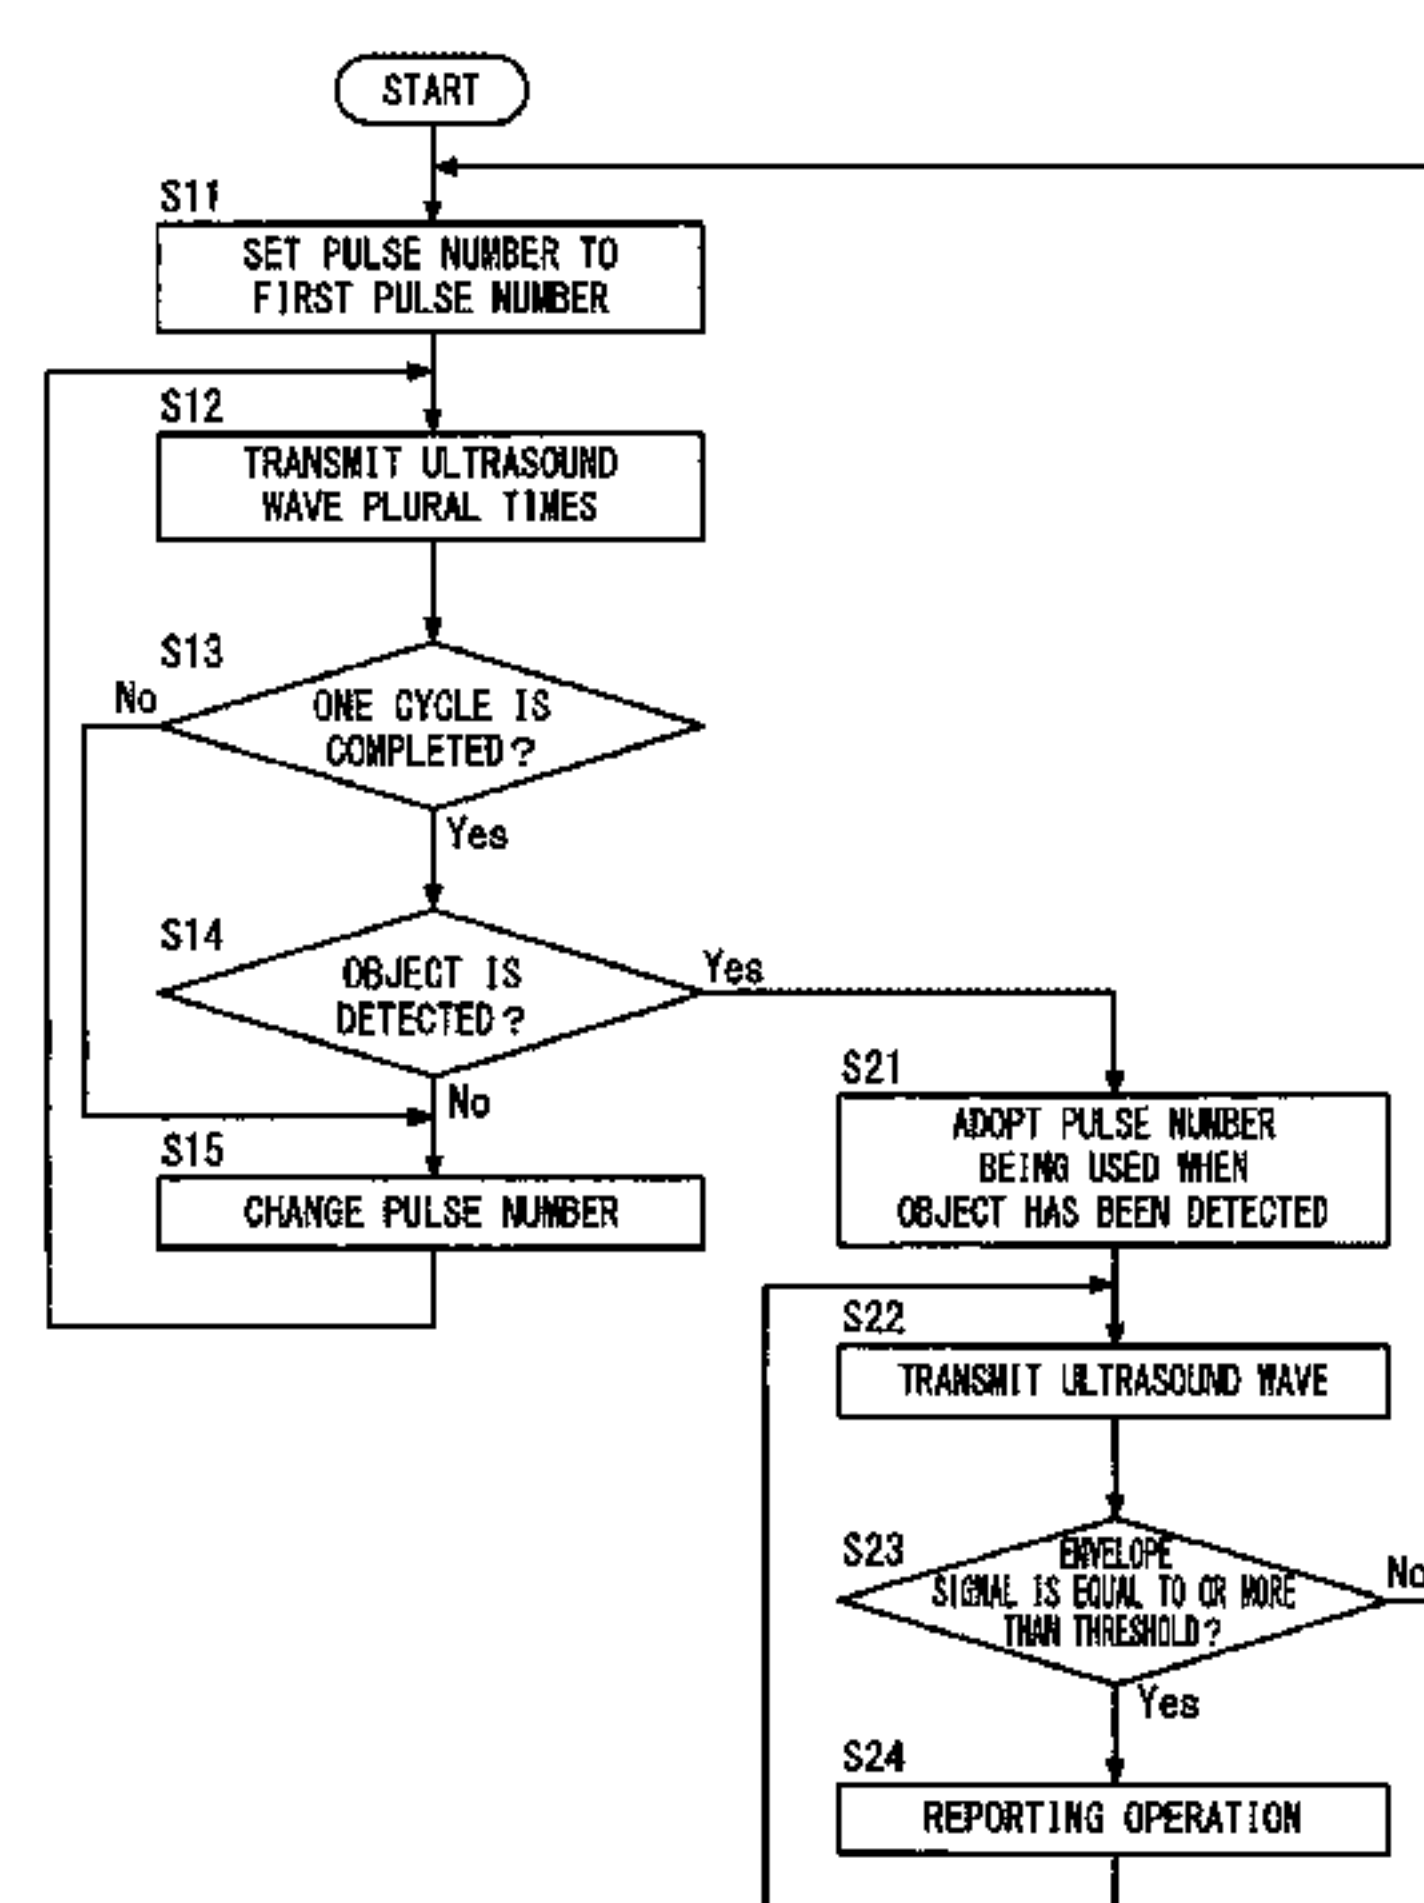 START
S11
SET PULSE NUMBER TO
FIRST PULSE NUMBER
S12
TRANSMIT ULTRASOUND
WAVE PLURAL TIMES
S13
No
ONE CYCLE IS
COMPLETED?
Yes
S14
OBJECT IS
DETECTED?
Yes
No
S15
CHANGE PULSE NUMBER
S21
ADOPT PULSE NUMBER
BEING USED WHEN
OBJECT HAS BEEN DETECTED
S22
TRANSMIT ULTRASOUND WAVE
S23
ENVELOPE
SIGNAL IS EQUAL TO OR MORE
THAN THRESHOLD?
No
Yes
S24
REPORTING OPERATION